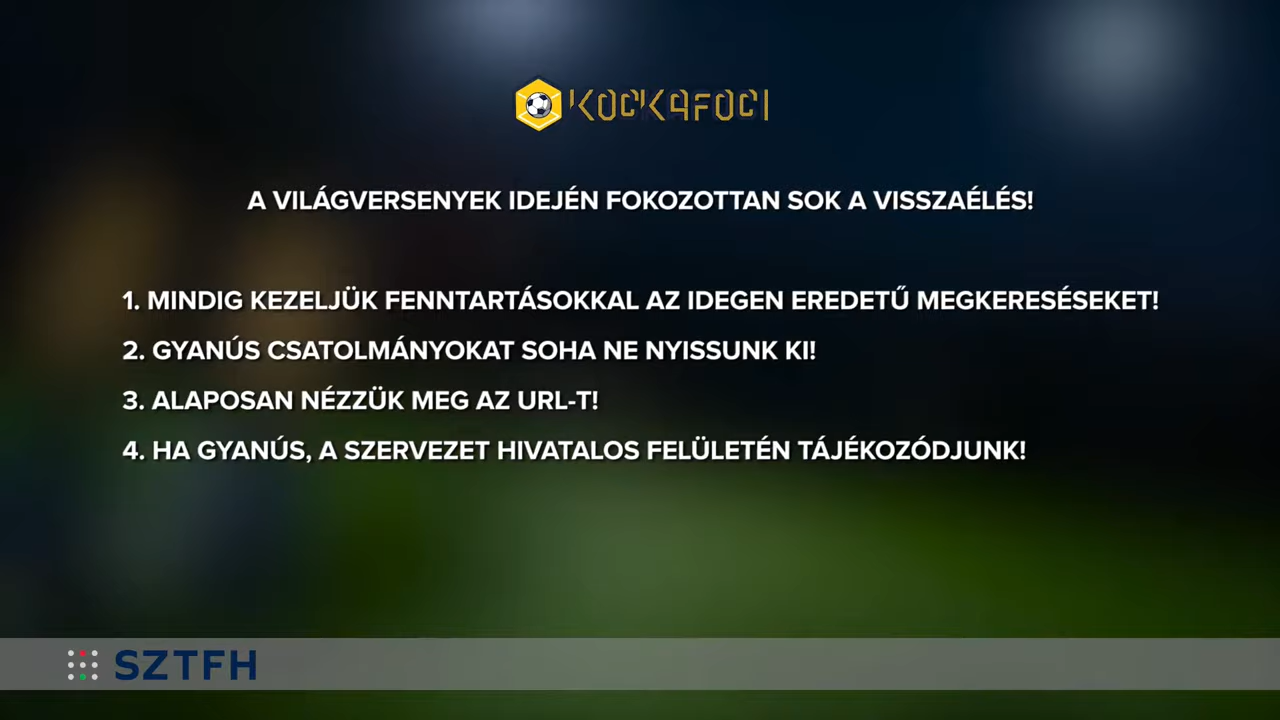 KOCKAFOCI
A VILÁGVERSENYEK IDEJÉN FOKOZOTTAN SOK A VISSZAÉLÉS!
1. MINDIG KEZELJÜK FENNTARTÁSOKKAL AZ IDEGEN EREDETŰ MEGKERESÉSEKET!
2. GYANÚS CSATOLMÁNYOKAT SOHA NE NYISSUNK KI!
3. ALAPOSAN NÉZZÜK MEG AZ URL-T!
4. HA GYANÚS, A SZERVEZET HIVATALOS FELÜLETÉN TÁJÉKOZÓDJUNK!
SZTFH